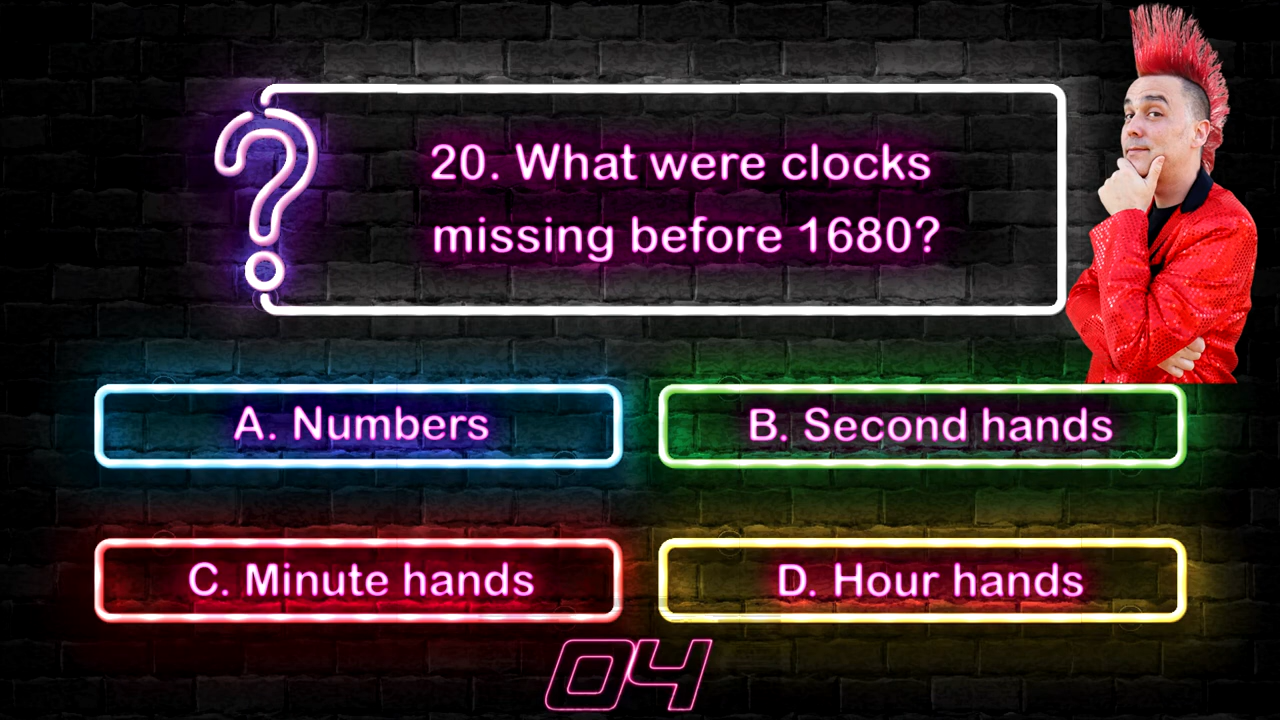 20. What were clocks
missing before 1680?
A. Numbers
B. Second hands
C. Minute hands
D. Hour hands
04